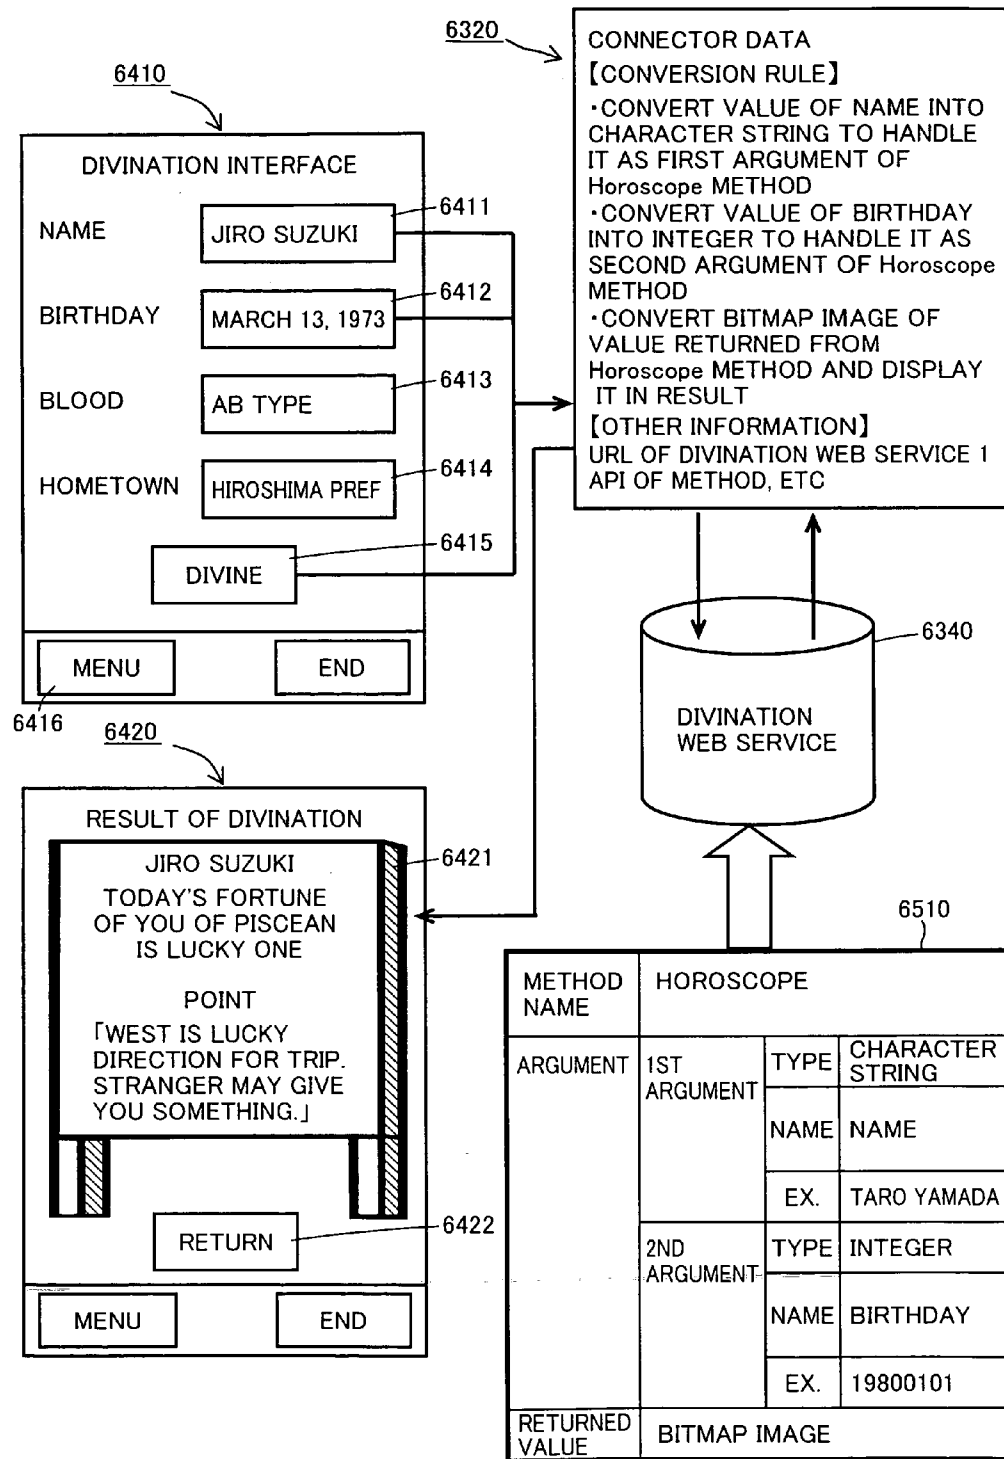 6410
DIVINATION INTERFACE
NAME
JIRO SUZUKI
6411
BIRTHDAY
MARCH 13, 1973
6412
BLOOD
AB TYPE
6413
HOMETOWN
HIROSHIMA PREF
6414
DIVINE
6415
MENU
END
6416
6320
CONNECTOR DATA
【CONVERSION RULE】
・CONVERT VALUE OF NAME INTO
CHARACTER STRING TO HANDLE
IT AS FIRST ARGUMENT OF
Horoscope METHOD
・CONVERT VALUE OF BIRTHDAY
INTO INTEGER TO HANDLE IT AS
SECOND ARGUMENT OF Horoscope
METHOD
・CONVERT BITMAP IMAGE OF
VALUE RETURNED FROM
Horoscope METHOD AND DISPLAY
IT IN RESULT
【OTHER INFORMATION】
URL OF DIVINATION WEB SERVICE 1
API OF METHOD, ETC
6340
DIVINATION
WEB SERVICE
6420
RESULT OF DIVINATION
JIRO SUZUKI
TODAY'S FORTUNE
OF YOU OF PISCEAN
IS LUCKY ONE
POINT
「WEST IS LUCKY
DIRECTION FOR TRIP.
STRANGER MAY GIVE
YOU SOMETHING.」
6421
RETURN
6422
MENU
END
6510
METHOD
NAME
HOROSCOPE
ARGUMENT
1ST
ARGUMENT
TYPE
CHARACTER
STRING
NAME
NAME
EX.
TARO YAMADA
2ND
ARGUMENT
TYPE
INTEGER
NAME
BIRTHDAY
EX.
19800101
RETURNED
VALUE
BITMAP IMAGE